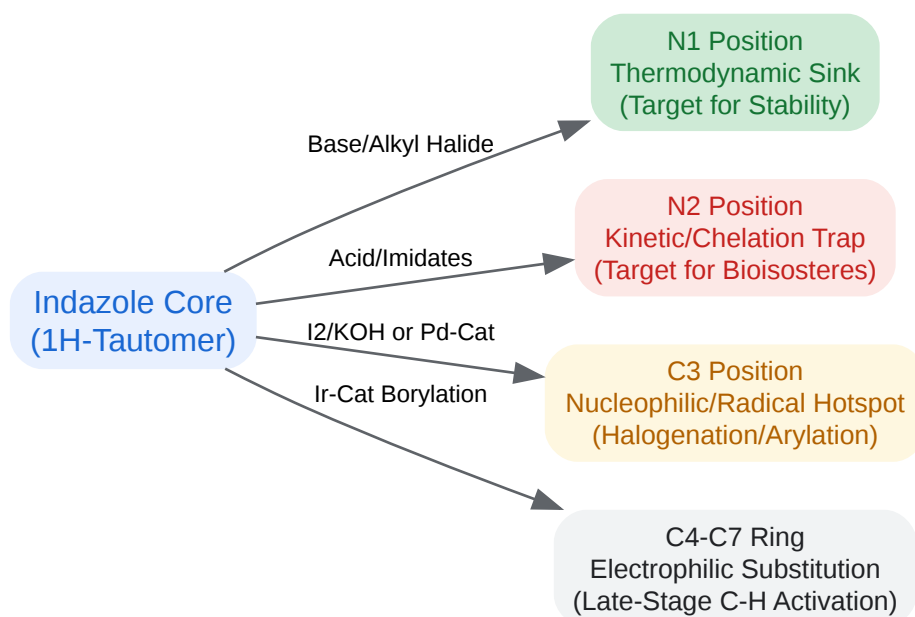 N1 Position
Thermodynamic Sink
(Target for Stability)
Base/Alkyl Halide
N2 Position
Kinetic/Chelation Trap
(Target for Bioisosteres)
Acid/Imidates
Indazole Core
(1H-Tautomer)
I2/KOH or Pd-Cat
C3 Position
Nucleophilic/Radical Hotspot
(Halogenation/Arylation)
Ir-Cat Borylation
C4-C7 Ring
Electrophilic Substitution
(Late-Stage C-H Activation)